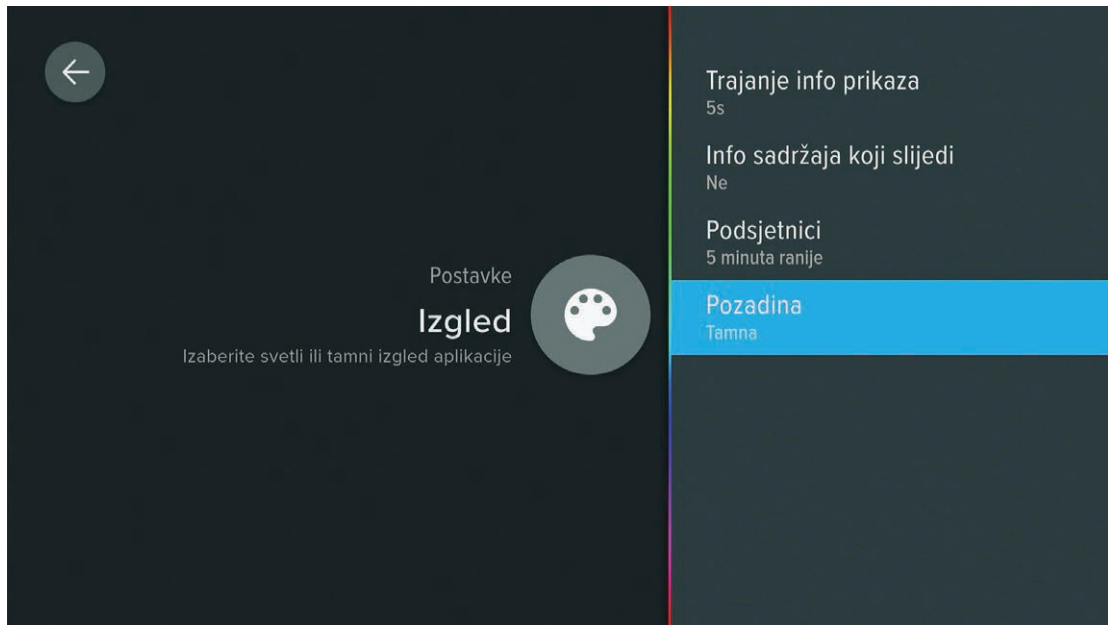 Postavke
Izgled
Izaberite svetli ili tamni izgled aplikacije
Trajanje info prikaza
5s
Info sadržaja koji slijedi
Ne
Podsjetnici
5 minuta ranije
Pozadina
Tamna